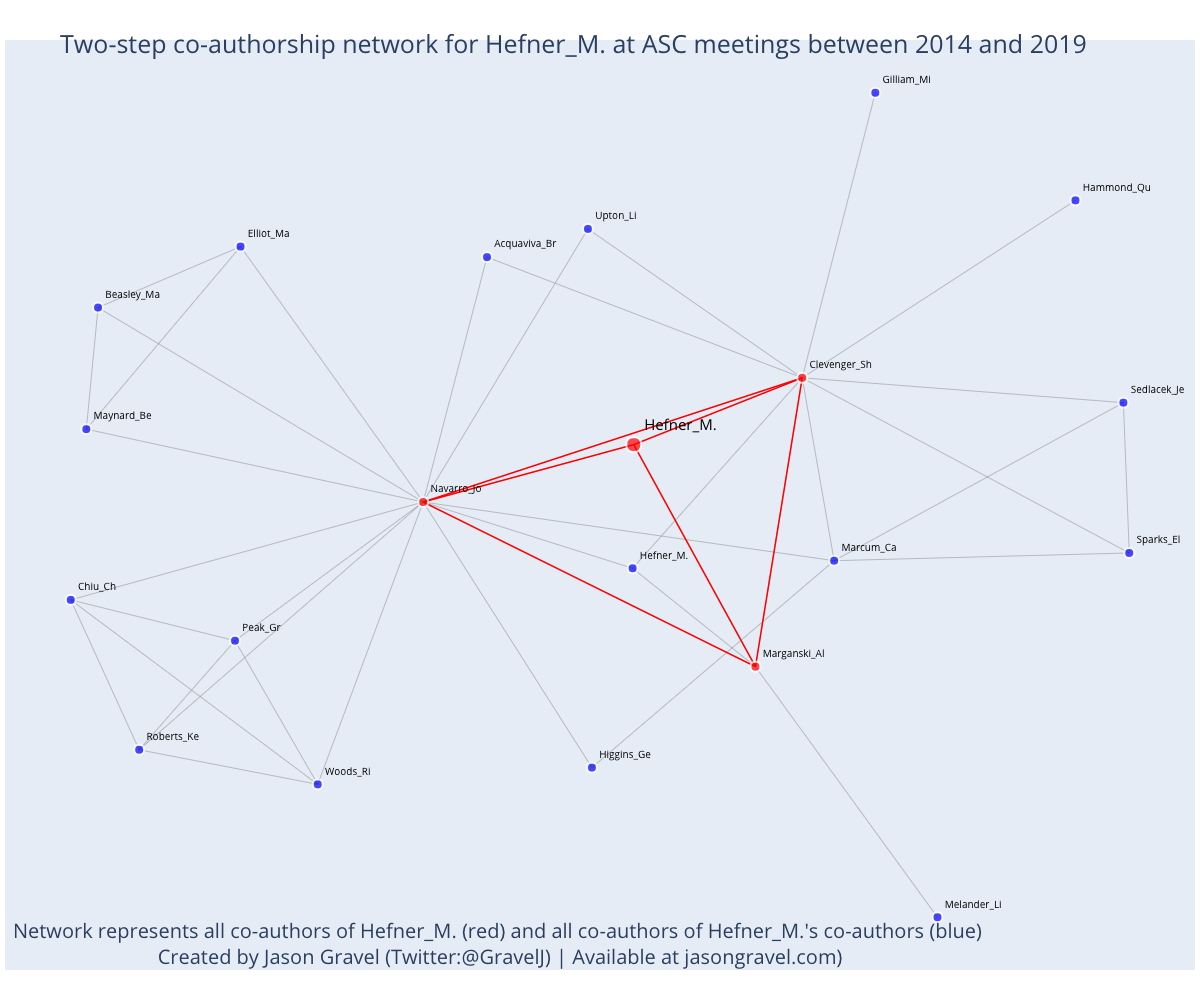 Two-step co-authorship network for Hefner_M. at ASC meetings between 2014 and 2019
Gilliam_Mi
Hammond_Qu
Upton_Li
Elliot_Ma
Acquaviva_Br
Beasley_Ma
Clevenger_Sh
Sedlacek_Je
Maynard_Be
Hefner_M.
Navarro_Jo
Sparks_El
Marcum_Ca
Hefner_M.
Chiu_Ch
Peak_Gr
Marganski_Al
Roberts_Ke
Higgins_Ge
Woods_Ri
Melander_Li
Network represents all co-authors of Hefner_M. (red) and all co-authors of Hefner_M.'s co-authors (blue)
Created by Jason Gravel (Twitter:@GravelJ) | Available at jasongravel.com)